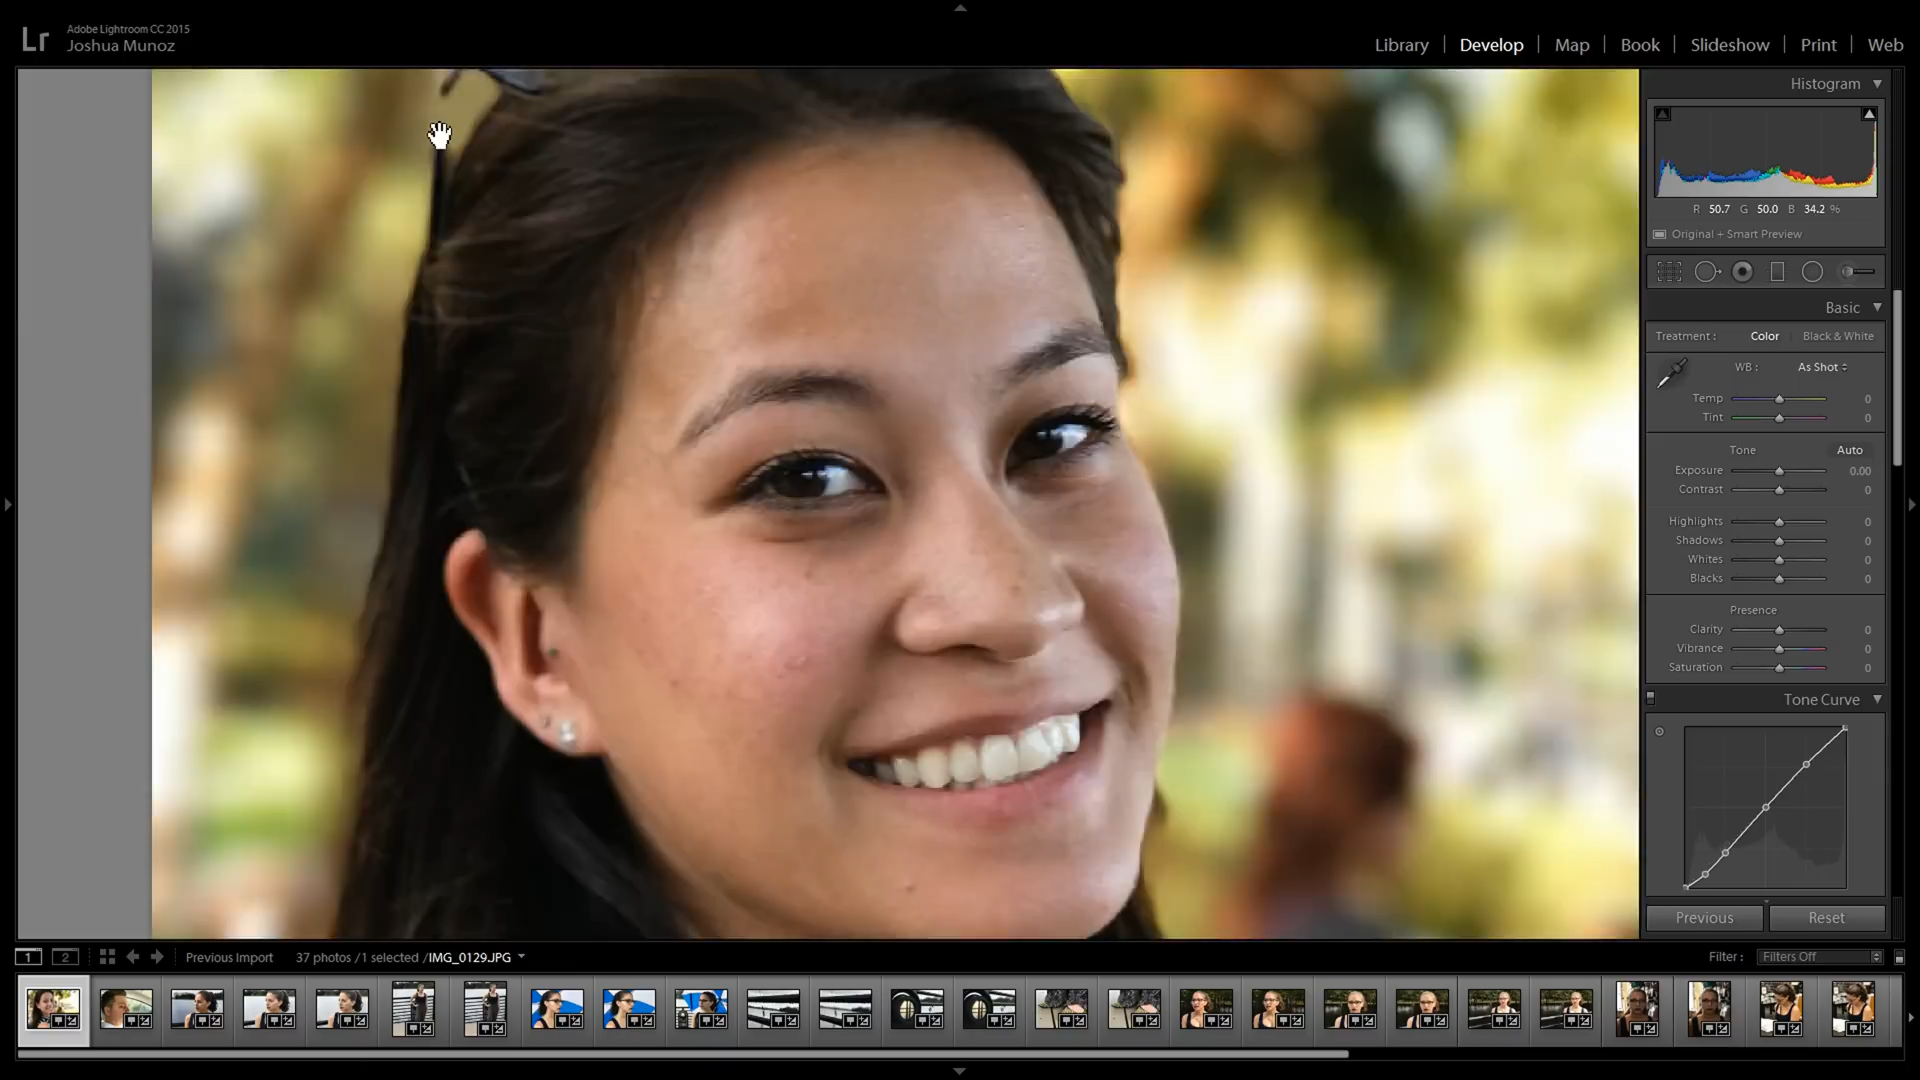 Lr
Adobe Lightroom CC 2015
Joshua Munoz
Library | Develop | Map | Book | Slideshow | Print | Web
Histogram
R 50.7 G 50.0 B 34.2 %
Original + Smart Preview
Basic
Treatment : Color Black & White
WB : As Shot
Temp 0
Tint 0
Tone Auto
Exposure 0.00
Contrast 0
Highlights 0
Shadows 0
Whites 0
Blacks 0
Presence
Clarity 0
Vibrance 0
Saturation 0
Tone Curve
Previous Reset
1 2 Previous Import 37 photos /1 selected /IMG_0129.JPG Filter : Filters Off